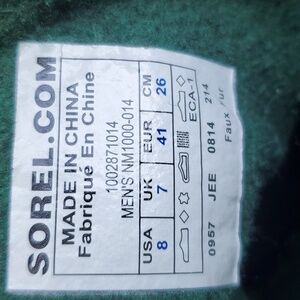 SOREL.COM
MADE IN CHINA
Fabriqué En Chine
1002871014
MEN'S NM1000-014
USA UK EUR CM
8 7 41 26
ECA-1
0957 JEE 0814 214
Faux fur